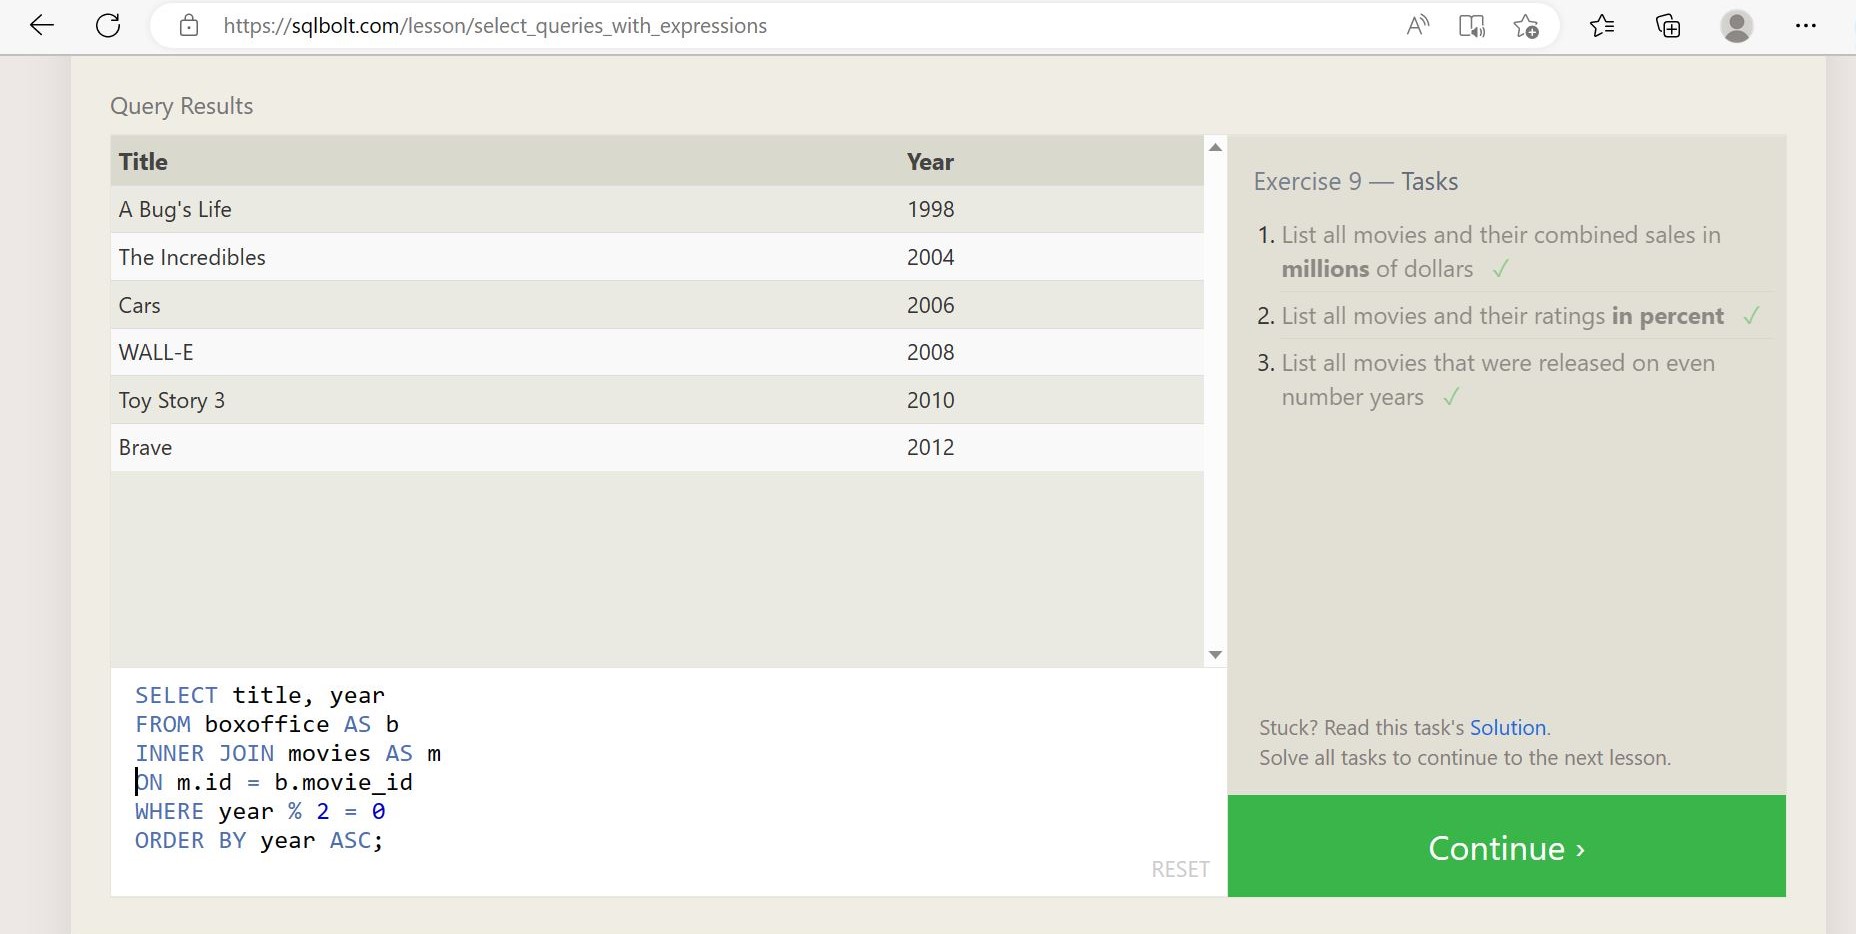 https://sqlbolt.com/lesson/select_queries_with_expressions
Query Results
Title Year
A Bug's Life 1998
The Incredibles 2004
Cars 2006
WALL-E 2008
Toy Story 3 2010
Brave 2012
SELECT title, year
FROM boxoffice AS b
INNER JOIN movies AS m
ON m.id = b.movie_id
WHERE year % 2 = 0
ORDER BY year ASC;
RESET
Exercise 9 — Tasks
1. List all movies and their combined sales in
millions of dollars ✓
2. List all movies and their ratings in percent ✓
3. List all movies that were released on even
number years ✓
Stuck? Read this task's Solution.
Solve all tasks to continue to the next lesson.
Continue ›